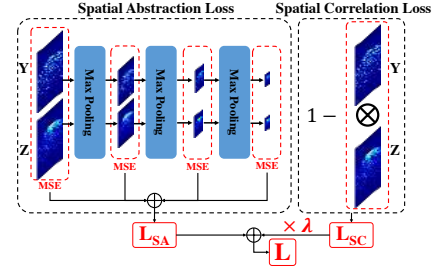 Spatial Abstraction Loss
Spatial Correlation Loss
Y
Z
Max Pooling
Max Pooling
Max Pooling
MSE
MSE
MSE
MSE
1 −
Y
⊗
Z
⊕
L_SA
⊕
× λ
L_SC
L